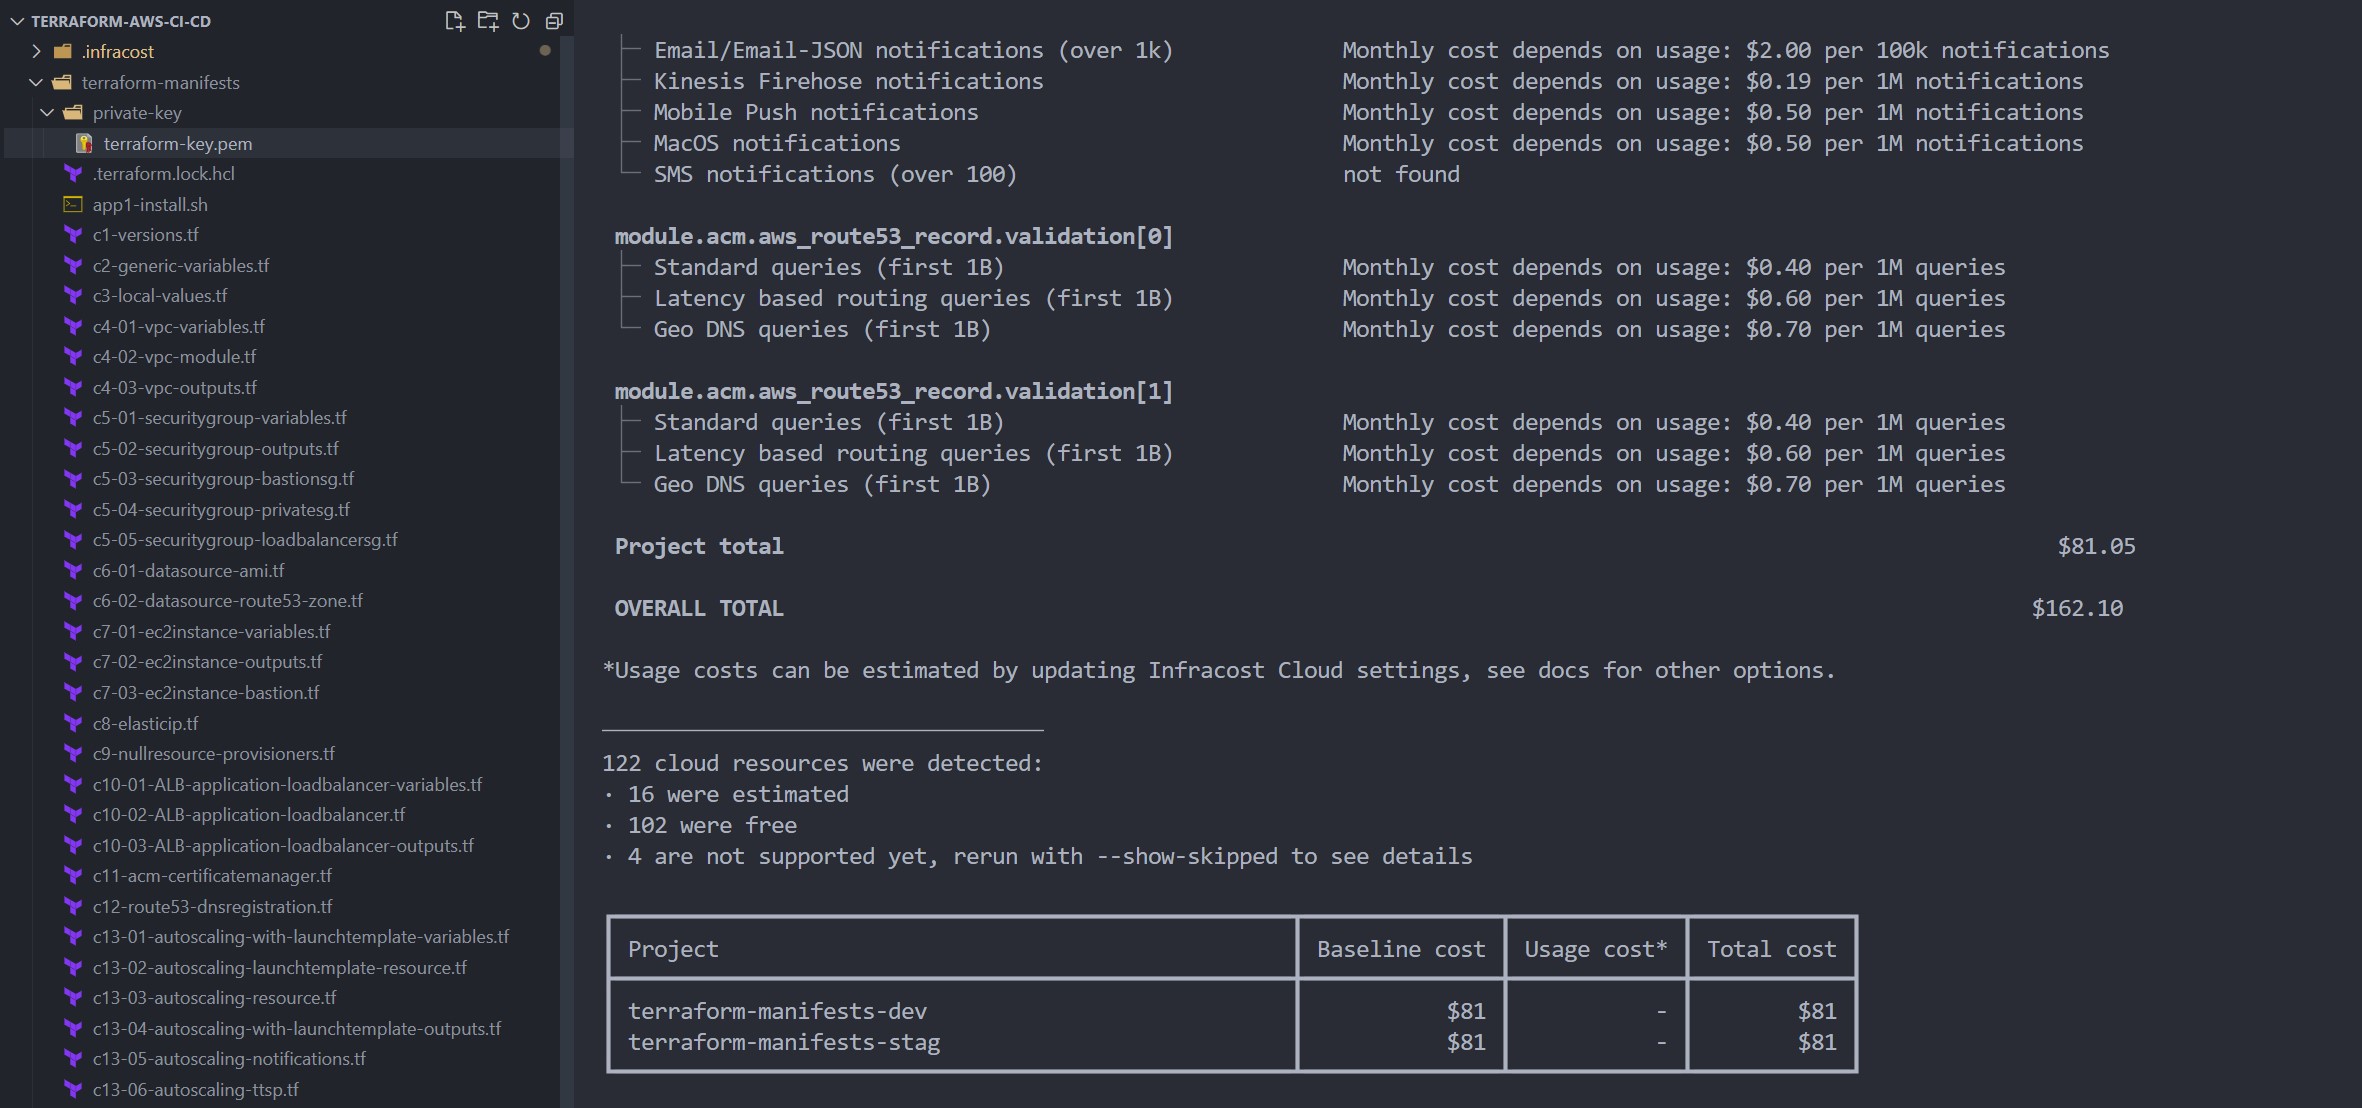 TERRAFORM-AWS-CI-CD
.infracost
terraform-manifests
private-key
terraform-key.pem
.terraform.lock.hcl
app1-install.sh
c1-versions.tf
c2-generic-variables.tf
c3-local-values.tf
c4-01-vpc-variables.tf
c4-02-vpc-module.tf
c4-03-vpc-outputs.tf
c5-01-securitygroup-variables.tf
c5-02-securitygroup-outputs.tf
c5-03-securitygroup-bastionsg.tf
c5-04-securitygroup-privatesg.tf
c5-05-securitygroup-loadbalancersg.tf
c6-01-datasource-ami.tf
c6-02-datasource-route53-zone.tf
c7-01-ec2instance-variables.tf
c7-02-ec2instance-outputs.tf
c7-03-ec2instance-bastion.tf
c8-elasticip.tf
c9-nullresource-provisioners.tf
c10-01-ALB-application-loadbalancer-variables.tf
c10-02-ALB-application-loadbalancer.tf
c10-03-ALB-application-loadbalancer-outputs.tf
c11-acm-certificatemanager.tf
c12-route53-dnsregistration.tf
c13-01-autoscaling-with-launchtemplate-variables.tf
c13-02-autoscaling-launchtemplate-resource.tf
c13-03-autoscaling-resource.tf
c13-04-autoscaling-with-launchtemplate-outputs.tf
c13-05-autoscaling-notifications.tf
c13-06-autoscaling-ttsp.tf
Email/Email-JSON notifications (over 1k) Monthly cost depends on usage: $2.00 per 100k notifications
Kinesis Firehose notifications Monthly cost depends on usage: $0.19 per 1M notifications
Mobile Push notifications Monthly cost depends on usage: $0.50 per 1M notifications
MacOS notifications Monthly cost depends on usage: $0.50 per 1M notifications
SMS notifications (over 100) not found
module.acm.aws_route53_record.validation[0]
Standard queries (first 1B) Monthly cost depends on usage: $0.40 per 1M queries
Latency based routing queries (first 1B) Monthly cost depends on usage: $0.60 per 1M queries
Geo DNS queries (first 1B) Monthly cost depends on usage: $0.70 per 1M queries
module.acm.aws_route53_record.validation[1]
Standard queries (first 1B) Monthly cost depends on usage: $0.40 per 1M queries
Latency based routing queries (first 1B) Monthly cost depends on usage: $0.60 per 1M queries
Geo DNS queries (first 1B) Monthly cost depends on usage: $0.70 per 1M queries
Project total $81.05
OVERALL TOTAL $162.10
*Usage costs can be estimated by updating Infracost Cloud settings, see docs for other options.
122 cloud resources were detected:
· 16 were estimated
· 102 were free
· 4 are not supported yet, rerun with --show-skipped to see details
Project Baseline cost Usage cost* Total cost
terraform-manifests-dev $81 - $81
terraform-manifests-stag $81 - $81